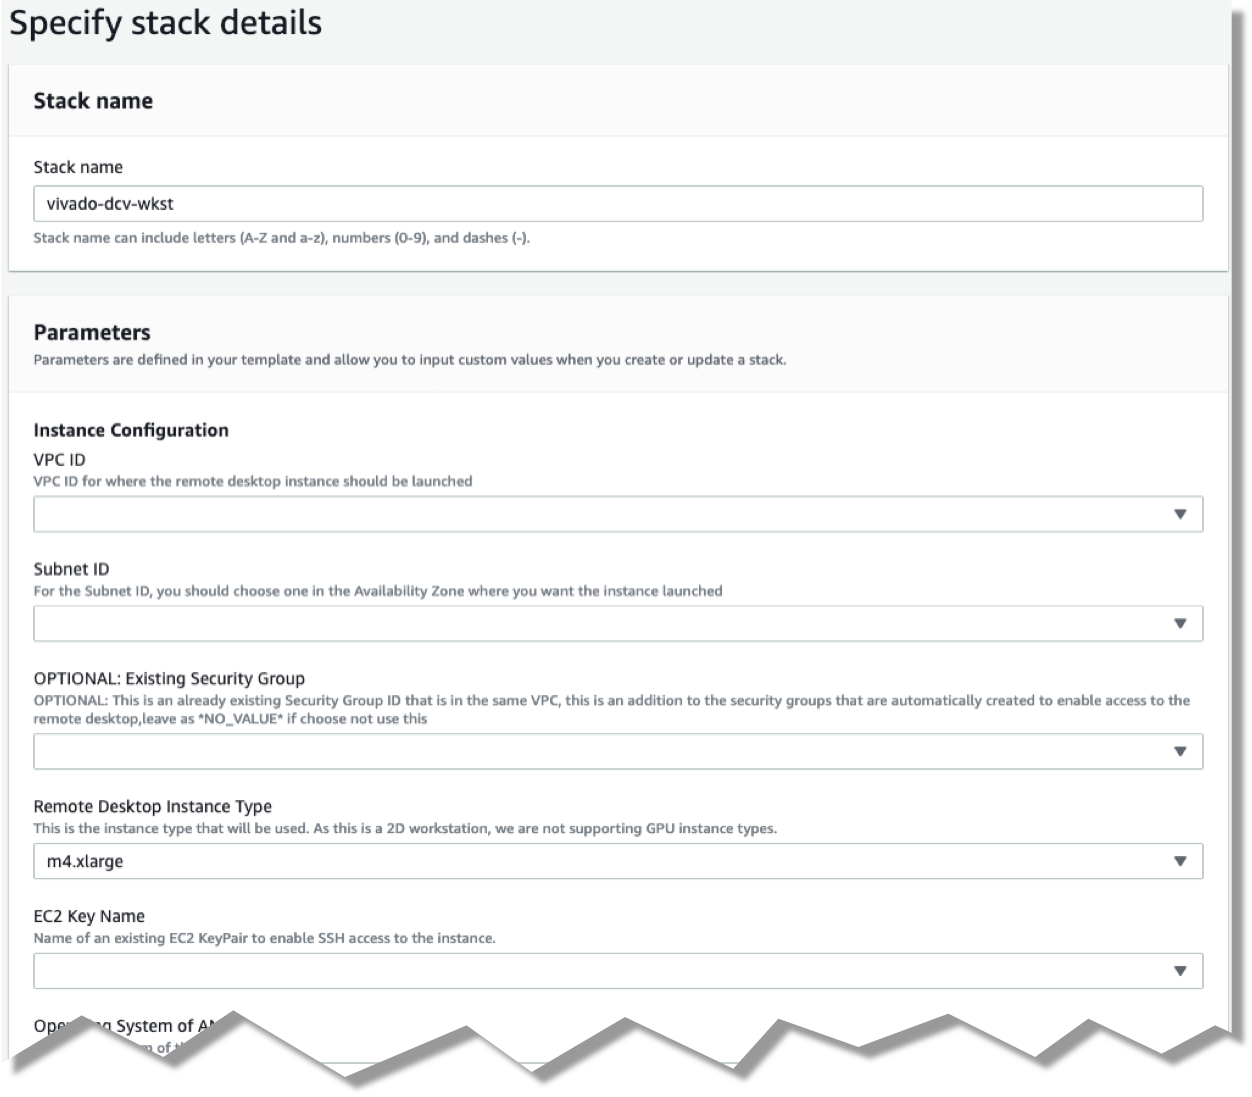 Specify stack details
Stack name
Stack name
vivado-dcv-wkst
Stack name can include letters (A-Z and a-z), numbers (0-9), and dashes (-).
Parameters
Parameters are defined in your template and allow you to input custom values when you create or update a stack.
Instance Configuration
VPC ID
VPC ID for where the remote desktop instance should be launched
Subnet ID
For the Subnet ID, you should choose one in the Availability Zone where you want the instance launched
OPTIONAL: Existing Security Group
OPTIONAL: This is an already existing Security Group ID that is in the same VPC, this is an addition to the security groups that are automatically created to enable access to the
remote desktop,leave as *NO_VALUE* if choose not use this
Remote Desktop Instance Type
This is the instance type that will be used. As this is a 2D workstation, we are not supporting GPU instance types.
m4.xlarge
EC2 Key Name
Name of an existing EC2 KeyPair to enable SSH access to the instance.
System of
of